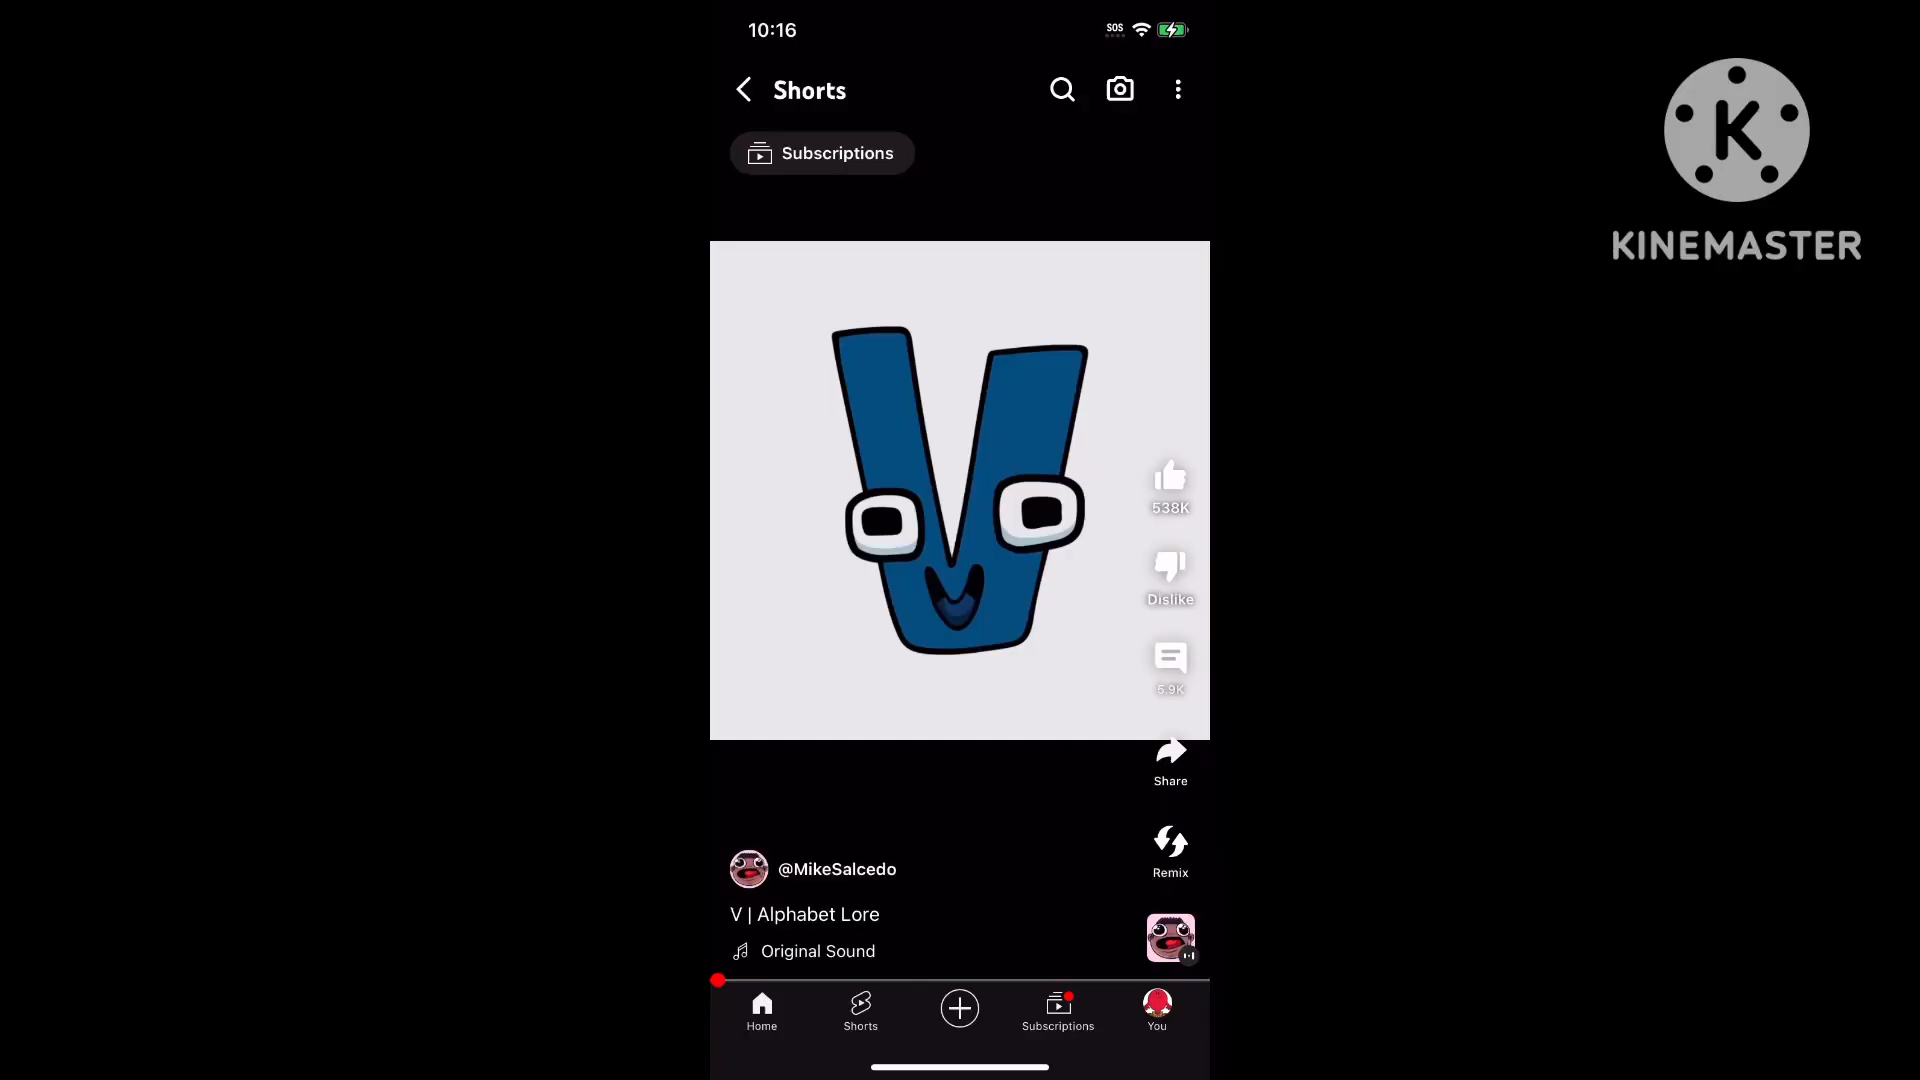 10:16
SOS
Shorts
Subscriptions
K
KINEMASTER
V
538K
Dislike
5.9K
Share
Remix
@MikeSalcedo
V | Alphabet Lore
Original Sound
Home
Shorts
Subscriptions
You